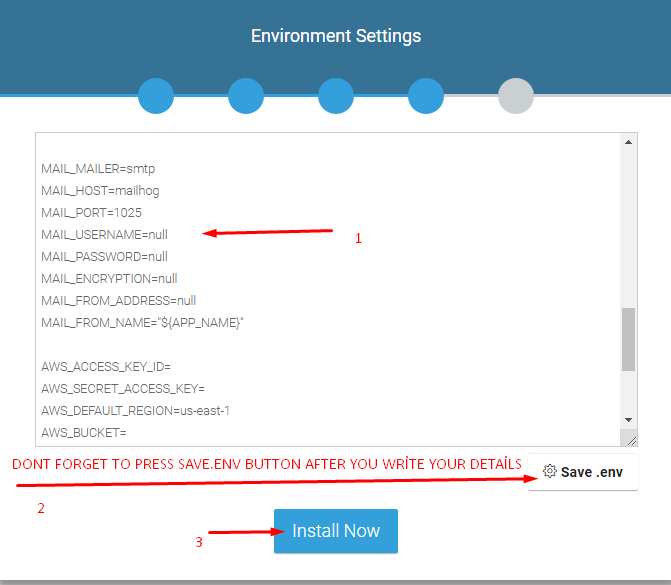 Environment Settings
MAIL_MAILER=smtp
MAIL_HOST=mailhog
MAIL_PORT=1025
MAIL_USERNAME=null
1
MAIL_PASSWORD=null
MAIL_ENCRYPTION=null
MAIL_FROM_ADDRESS=null
MAIL_FROM_NAME="${APP_NAME}"
AWS_ACCESS_KEY_ID=
AWS_SECRET_ACCESS_KEY=
AWS_DEFAULT_REGION=us-east-1
AWS_BUCKET=
DONT FORGET TO PRESS SAVE.ENV BUTTON AFTER YOU WRİTE YOUR DETAİLS
Save .env
2
3
Install Now